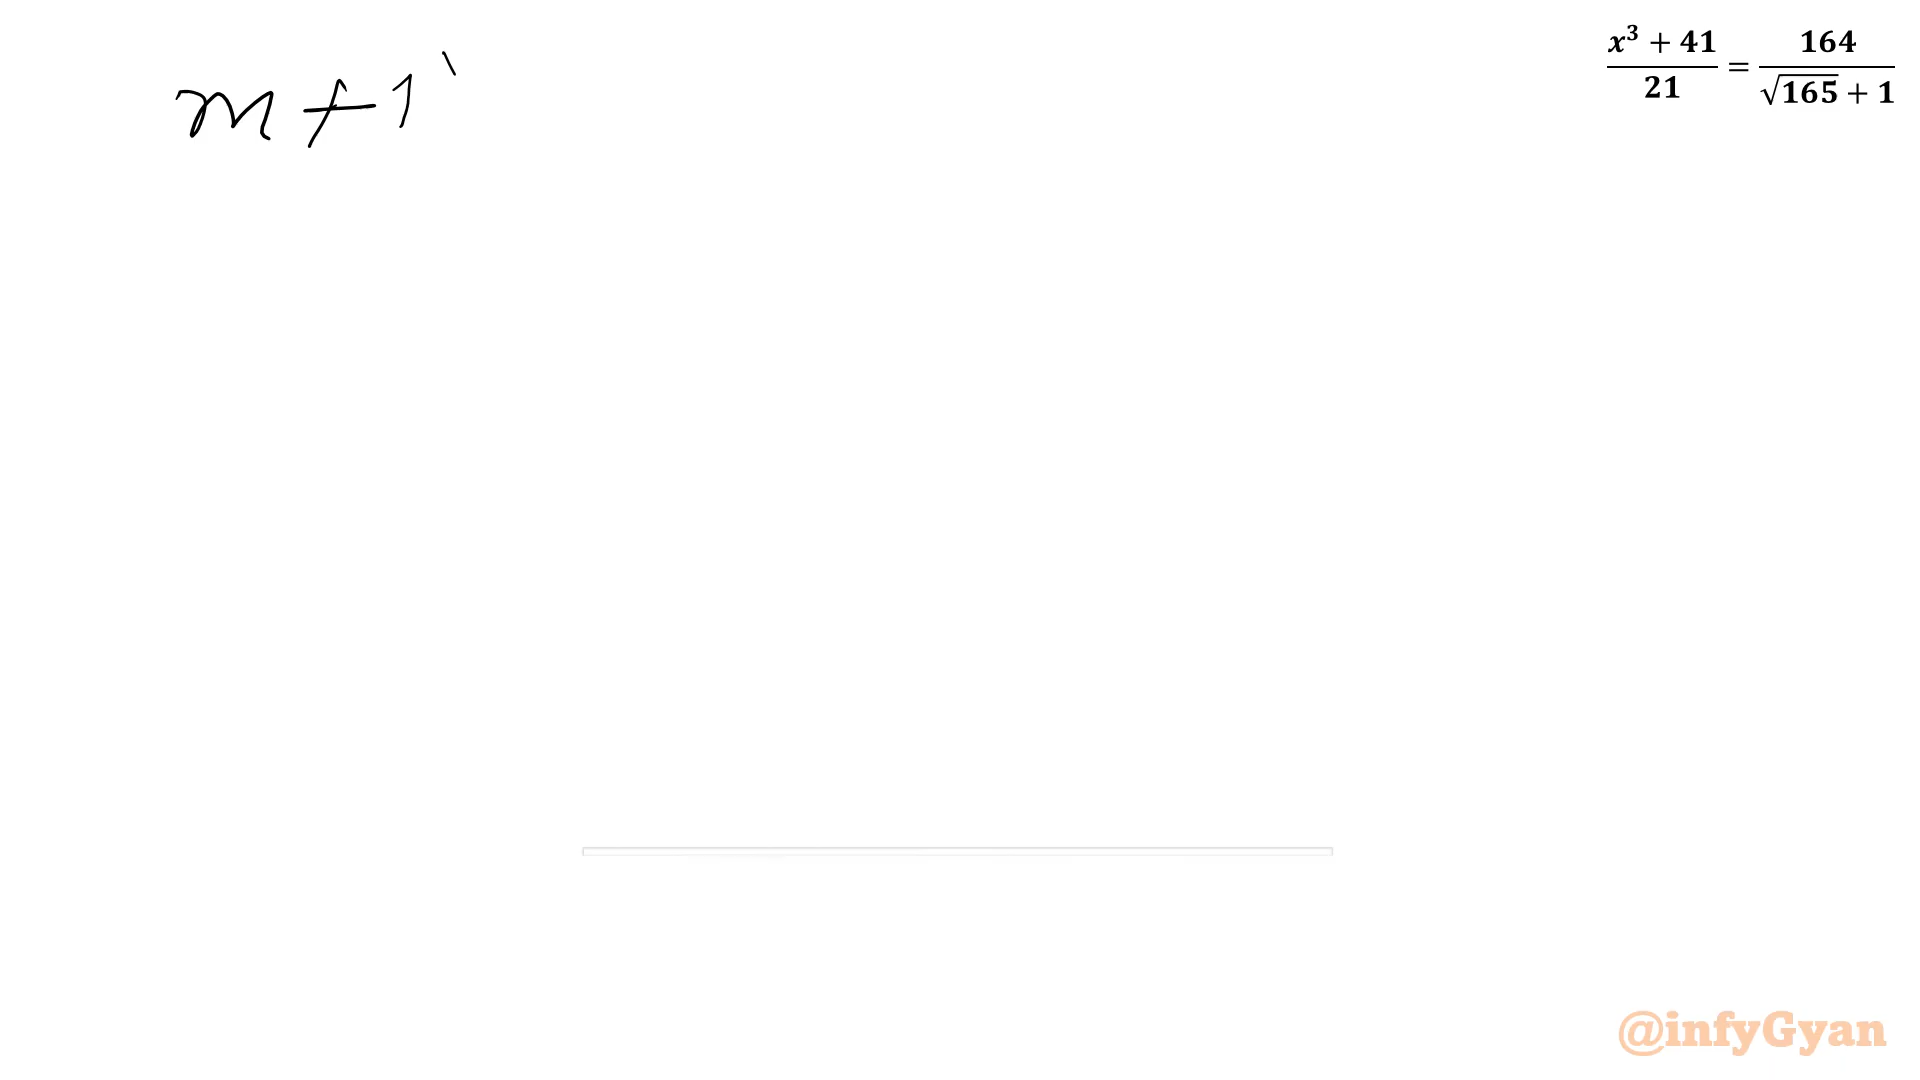 m + 1
x³ + 41 / 21 = 164 / √165 + 1
@infyGyan